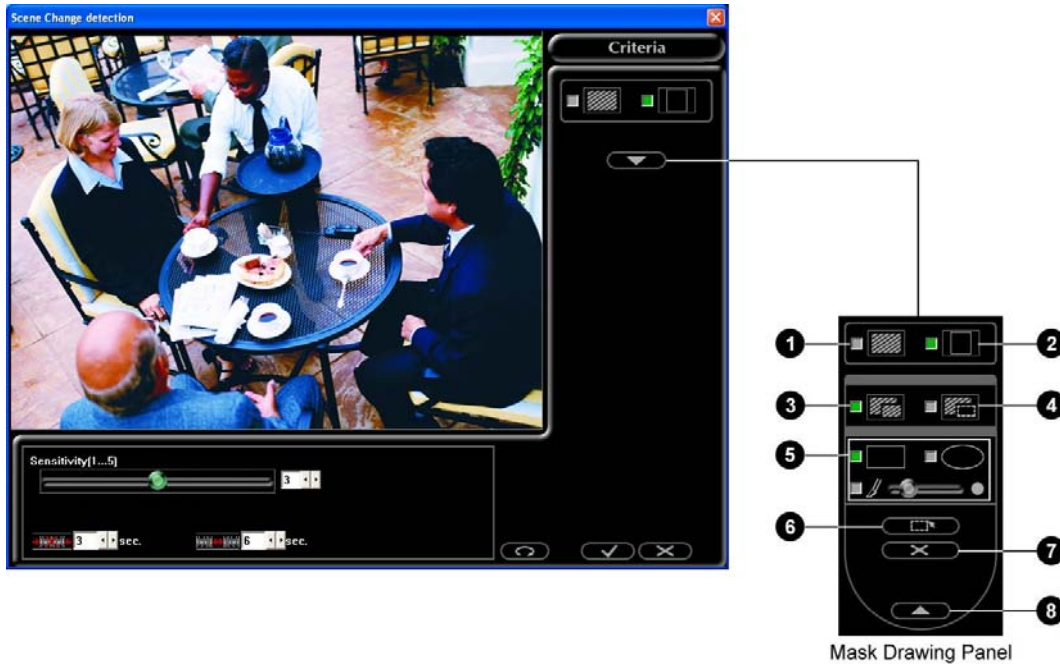 Scene Change detection
Criteria
Sensitivity(1...5)
3
3 sec.
6 sec.
1
2
3
4
5
6
7
8
Mask Drawing Panel